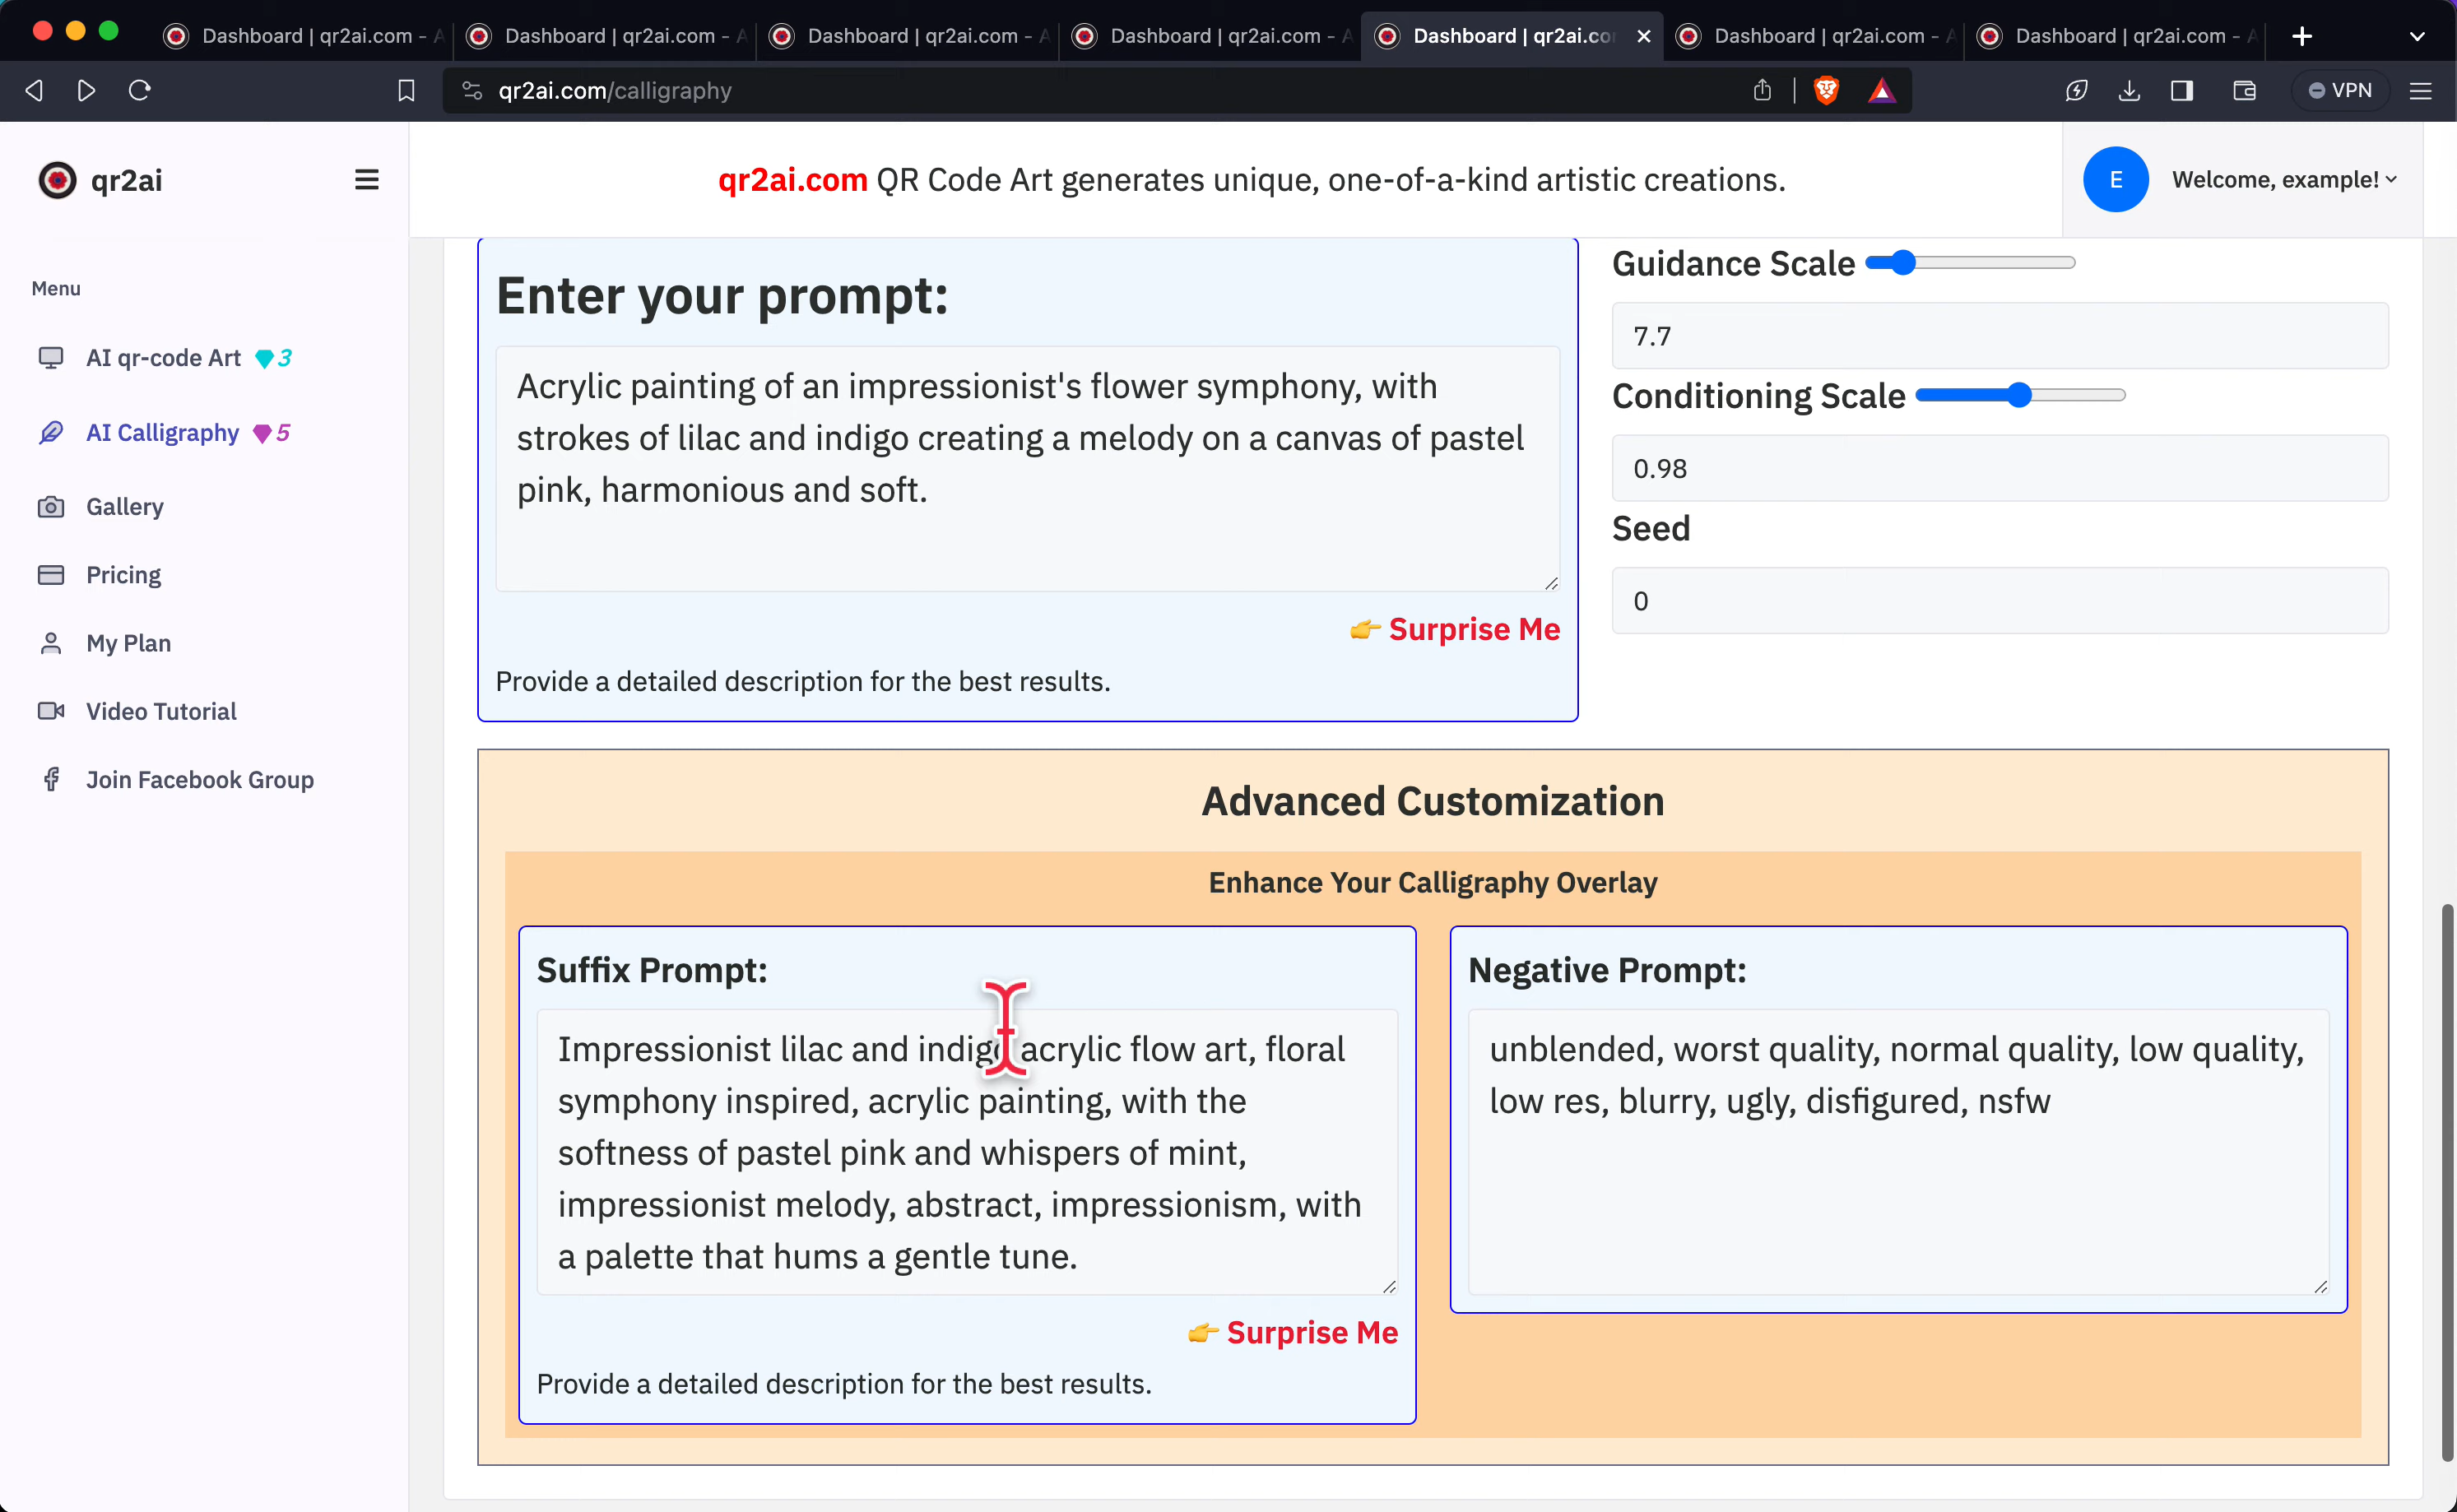 Dashboard | qr2ai.com - A
Dashboard | qr2ai.com - A
Dashboard | qr2ai.com - A
Dashboard | qr2ai.com - A
Dashboard | qr2ai.co
Dashboard | qr2ai.com - A
Dashboard | qr2ai.com - A
qr2ai.com/calligraphy
VPN
qr2ai
qr2ai.com QR Code Art generates unique, one-of-a-kind artistic creations.
E
Welcome, example!
Menu
AI qr-code Art 3
AI Calligraphy 5
Gallery
Pricing
My Plan
Video Tutorial
Join Facebook Group
Enter your prompt:
Acrylic painting of an impressionist's flower symphony, with
strokes of lilac and indigo creating a melody on a canvas of pastel
pink, harmonious and soft.
👉 Surprise Me
Provide a detailed description for the best results.
Guidance Scale
7.7
Conditioning Scale
0.98
Seed
0
Advanced Customization
Enhance Your Calligraphy Overlay
Suffix Prompt:
Impressionist lilac and indigo acrylic flow art, floral
symphony inspired, acrylic painting, with the
softness of pastel pink and whispers of mint,
impressionist melody, abstract, impressionism, with
a palette that hums a gentle tune.
👉 Surprise Me
Provide a detailed description for the best results.
Negative Prompt:
unblended, worst quality, normal quality, low quality,
low res, blurry, ugly, disfigured, nsfw